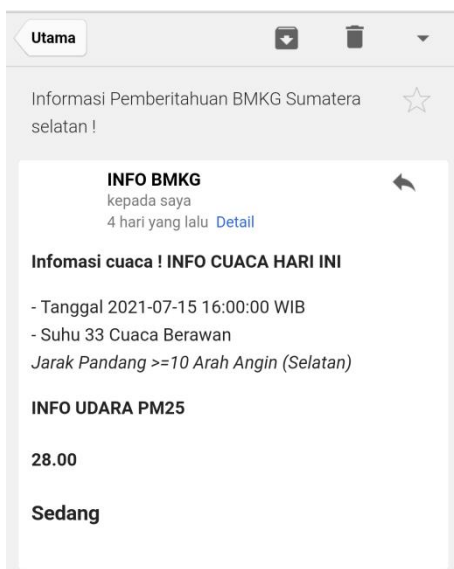 Utama
Informasi Pemberitahuan BMKG Sumatera
selatan !
INFO BMKG
kepada saya
4 hari yang lalu Detail
Infomasi cuaca ! INFO CUACA HARI INI
- Tanggal 2021-07-15 16:00:00 WIB
- Suhu 33 Cuaca Berawan
Jarak Pandang >=10 Arah Angin (Selatan)
INFO UDARA PM25
28.00
Sedang